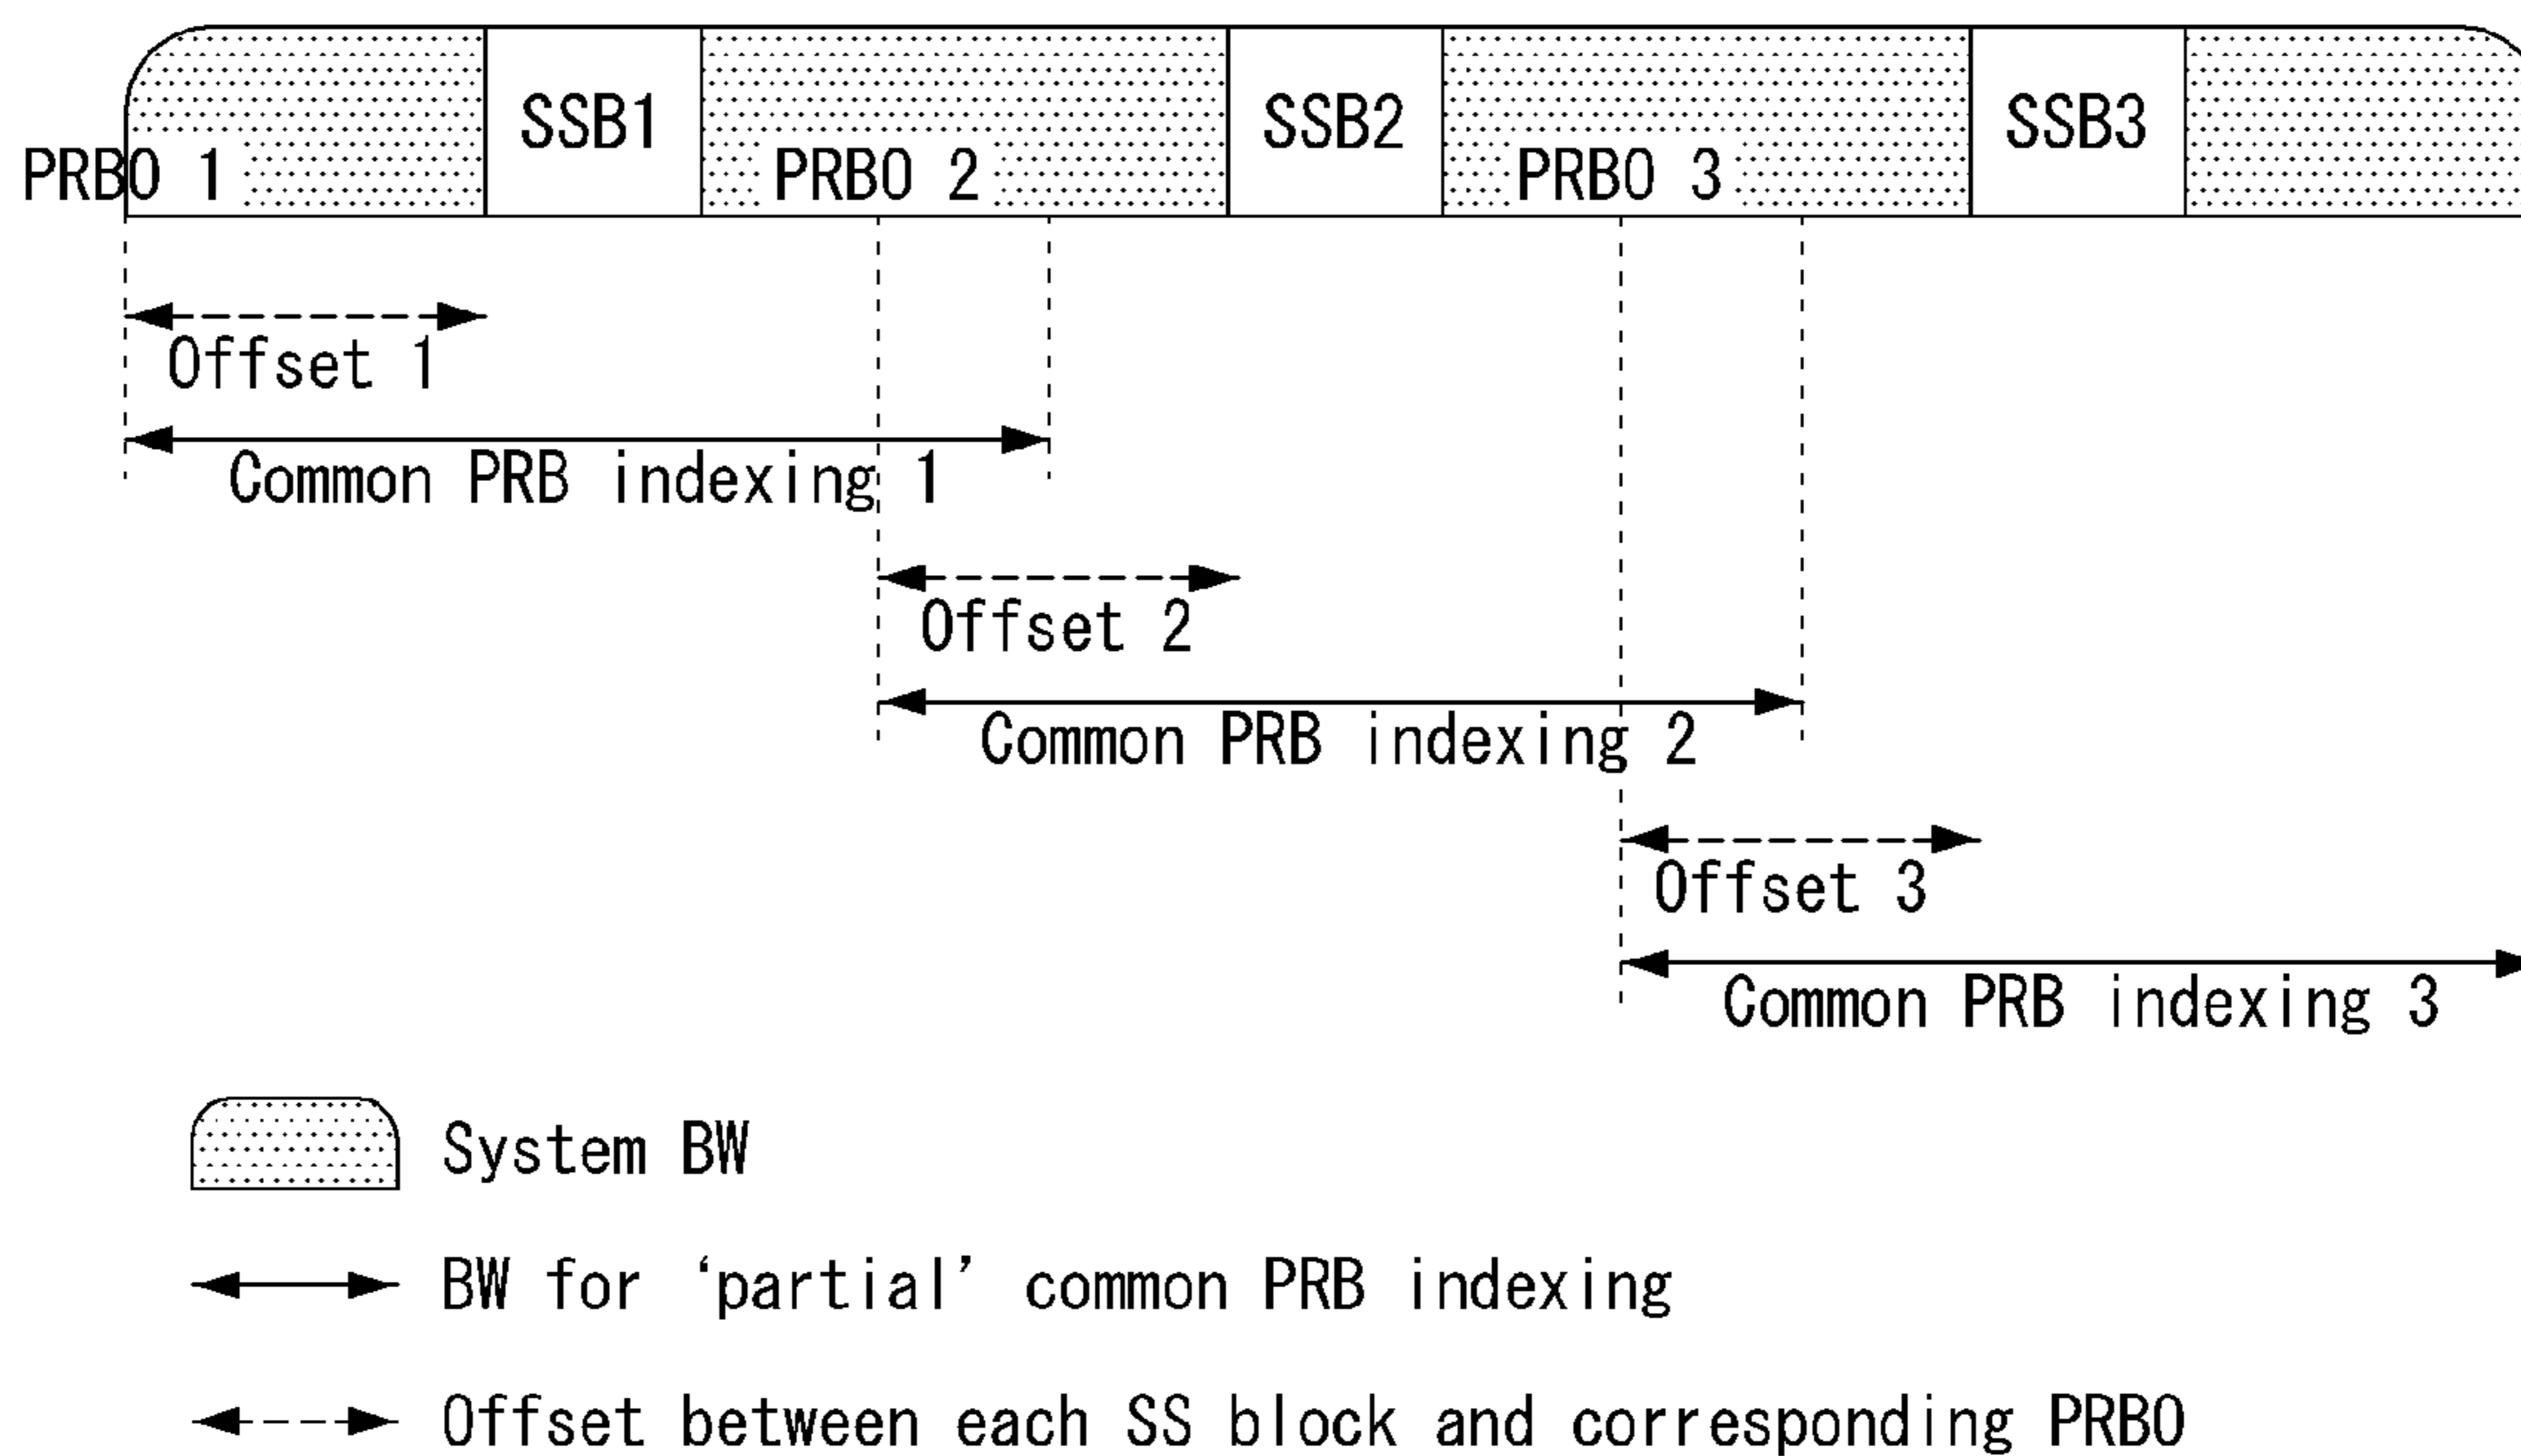 SSB1 SSB2 SSB3
PRB0 1 PRB0 2 PRB0 3
Offset 1
Common PRB indexing 1
Offset 2
Common PRB indexing 2
Offset 3
Common PRB indexing 3
System BW
BW for ‘partial’ common PRB indexing
Offset between each SS block and corresponding PRB0